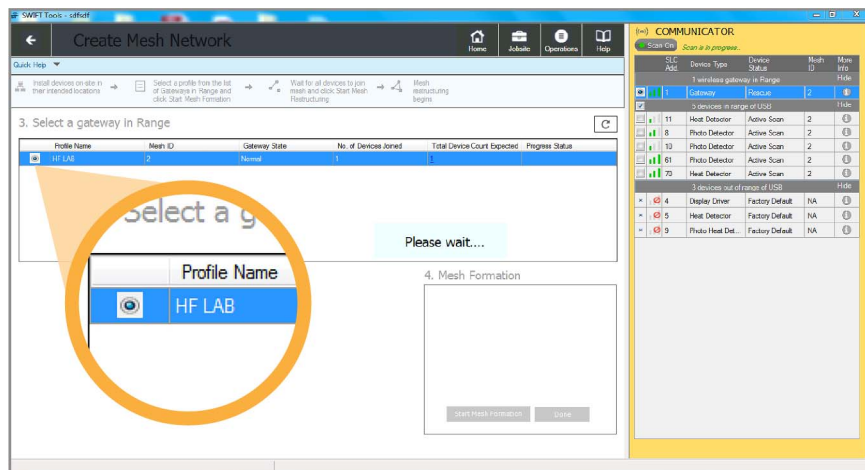 SWIFT Tools - sdfsdf
Create Mesh Network
Home
Jobsite
Operations
Help
Quick Help
Install devices on-site in
their intended locations
Select a profile from the list
of Gateways in Range and
click Start Mesh Formation
Wait for all devices to join
mesh and click Start Mesh
Restructuring
Mesh
restructuring
begins
3. Select a gateway in Range
Profile Name Mesh ID Gateway State No. of Devices Joined Total Device Count Expected Progress Status
HF LAB 2 Normal 1 1
Select a g
Profile Name
HF LAB
Please wait....
4. Mesh Formation
Start Mesh Formation Done
COMMUNICATOR
Scan On Scan is in progress..
SLC Add. Device Type Device Status Mesh ID More Info
1 wireless gateway in Range Hide
1 Gateway Rescue 2
5 devices in range of USB Hide
11 Heat Detector Active Scan 2
8 Photo Detector Active Scan 2
10 Photo Detector Active Scan 2
61 Photo Detector Active Scan 2
70 Heat Detector Active Scan 2
3 devices out of range of USB Hide
4 Display Driver Factory Default NA
5 Heat Detector Factory Default NA
9 Photo Heat Det... Factory Default NA